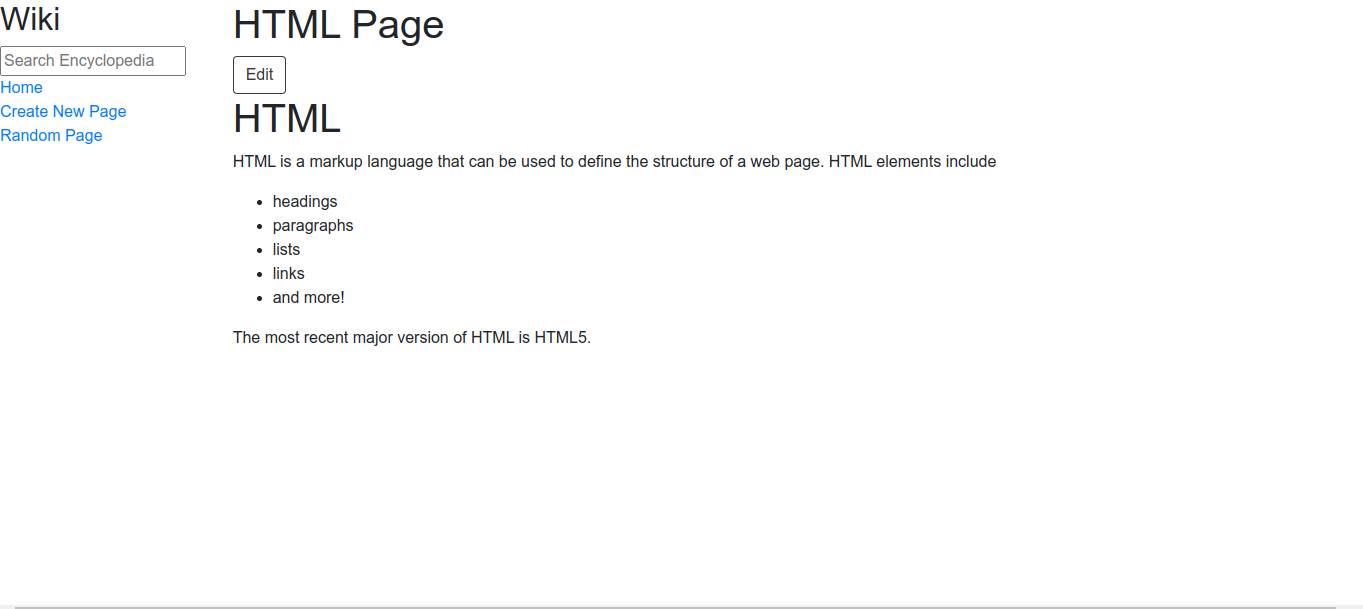 Wiki
Search Encyclopedia
Home
Create New Page
Random Page
HTML Page
Edit
HTML
HTML is a markup language that can be used to define the structure of a web page. HTML elements include
headings
paragraphs
lists
links
and more!
The most recent major version of HTML is HTML5.